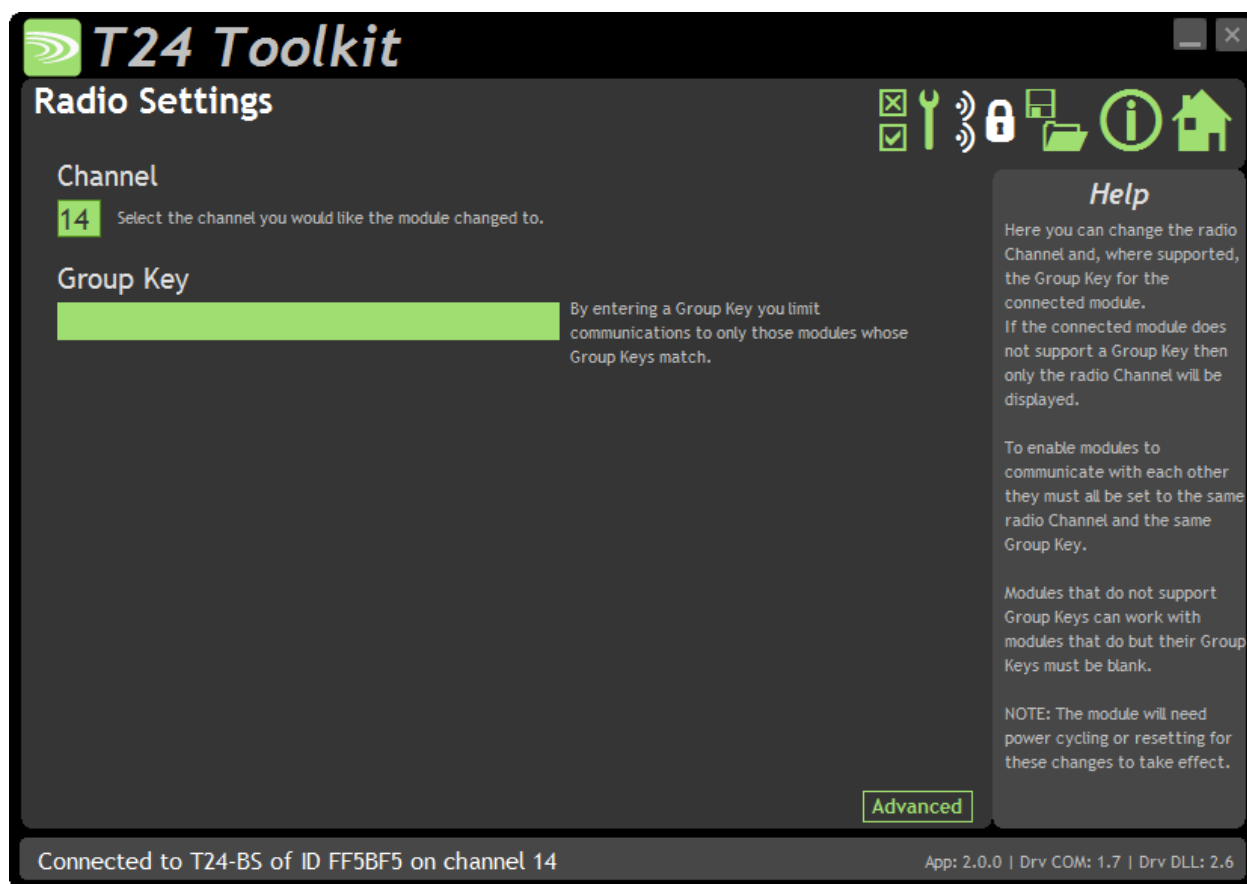 T24 Toolkit
Radio Settings
Channel
14
Select the channel you would like the module changed to.
Group Key
By entering a Group Key you limit
communications to only those modules whose
Group Keys match.
Advanced
Help
Here you can change the radio
Channel and, where supported,
the Group Key for the
connected module.
If the connected module does
not support a Group Key then
only the radio Channel will be
displayed.
To enable modules to
communicate with each other
they must all be set to the same
radio Channel and the same
Group Key.
Modules that do not support
Group Keys can work with
modules that do but their Group
Keys must be blank.
NOTE: The module will need
power cycling or resetting for
these changes to take effect.
Connected to T24-BS of ID FF5BF5 on channel 14
App: 2.0.0 | Drv COM: 1.7 | Drv DLL: 2.6